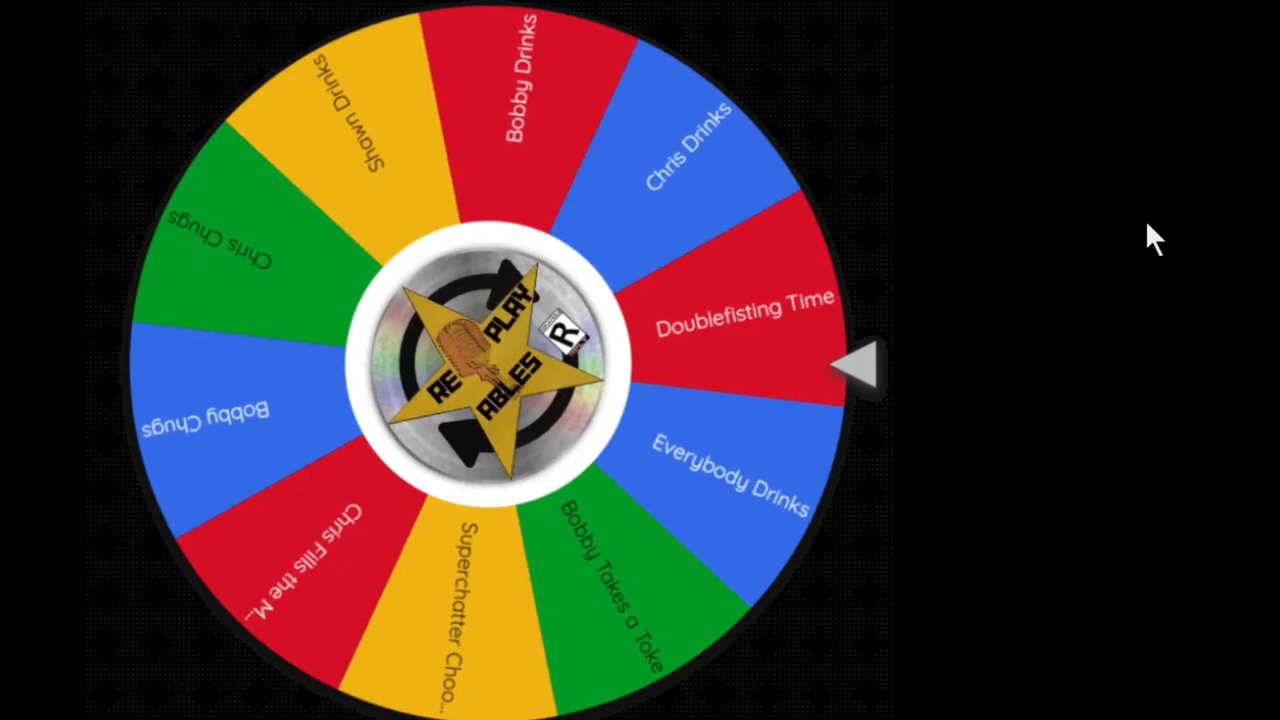 Bobby Drinks
Chris Drinks
Doublefisting Time
Everybody Drinks
Bobby Takes a Toke
Superchatter Choo...
Chris Fills the M...
Bobby Chugs
Chris Chugs
Shawn Drinks
RE PLAY
ABLES
R